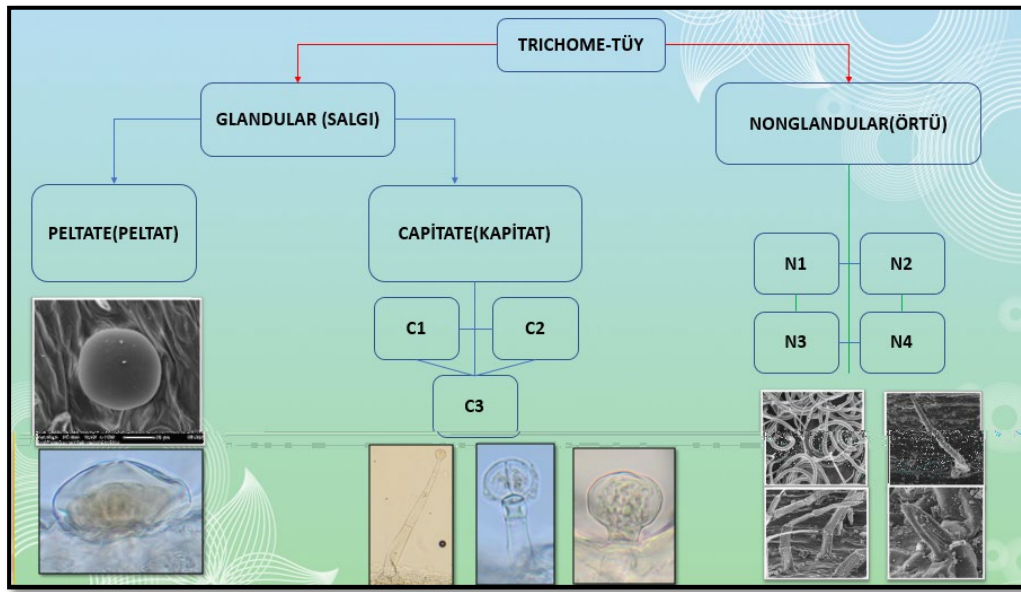 TRICHOME-TÜY
GLANDULAR (SALGI)
NONGLANDULAR(ÖRTÜ)
PELTATE(PELTAT)
CAPİTATE(KAPİTAT)
N1
N2
C1
C2
N3
N4
C3